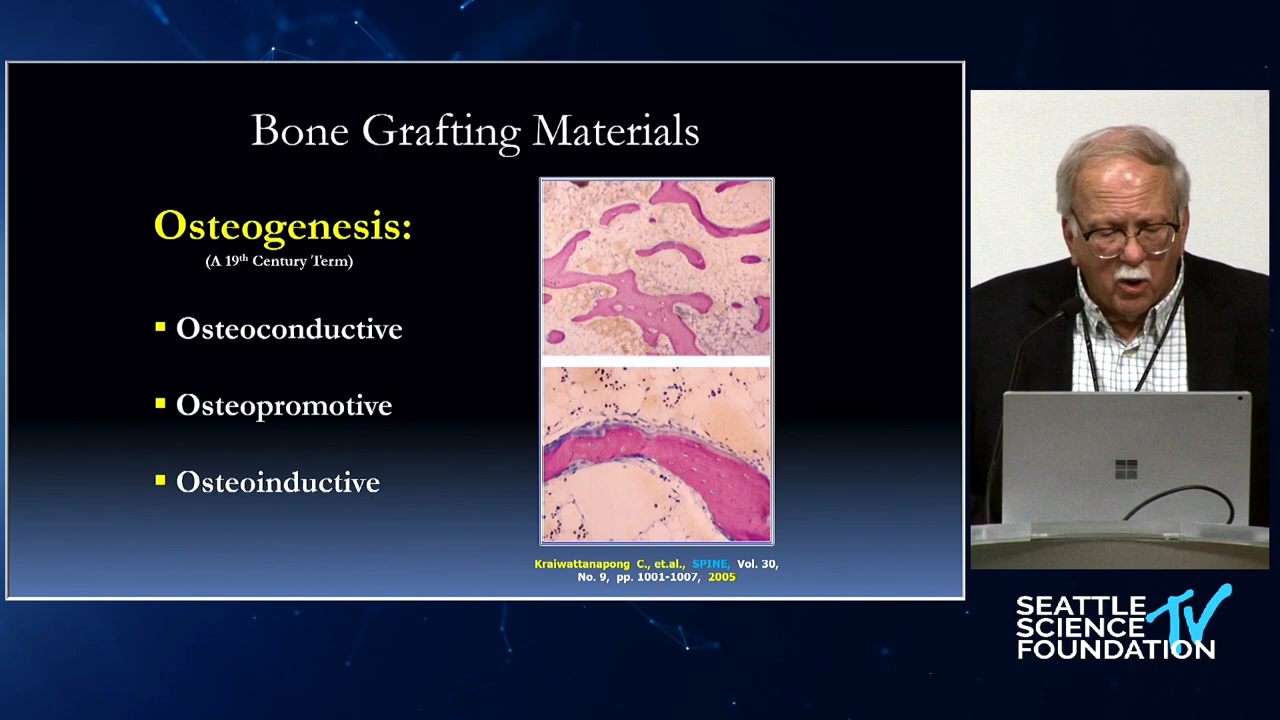 Bone Grafting Materials
Osteogenesis:
(A 19th Century Term)
Osteoconductive
Osteopromotive
Osteoinductive
Kraiwattanapong C., et.al., SPINE, Vol. 30,
No. 9, pp. 1001-1007, 2005
SEATTLE
SCIENCE TV
FOUNDATION